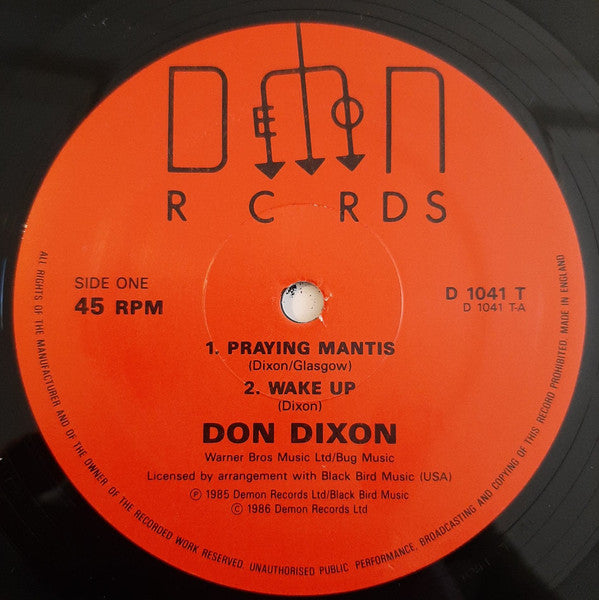 DEMON
RECORDS
SIDE ONE
45 RPM
D 1041 T
D 1041 T-A
1. PRAYING MANTIS
(Dixon/Glasgow)
2. WAKE UP
(Dixon)
DON DIXON
Warner Bros Music Ltd/Bug Music
Licensed by arrangement with Black Bird Music (USA)
Ⓟ 1985 Demon Records Ltd/Black Bird Music
© 1986 Demon Records Ltd
ALL RIGHTS OF THE MANUFACTURER AND OF THE OWNER OF THE RECORDED WORK RESERVED. UNAUTHORISED PUBLIC PERFORMANCE, BROADCASTING AND COPYING OF THIS RECORD PROHIBITED. MADE IN ENGLAND